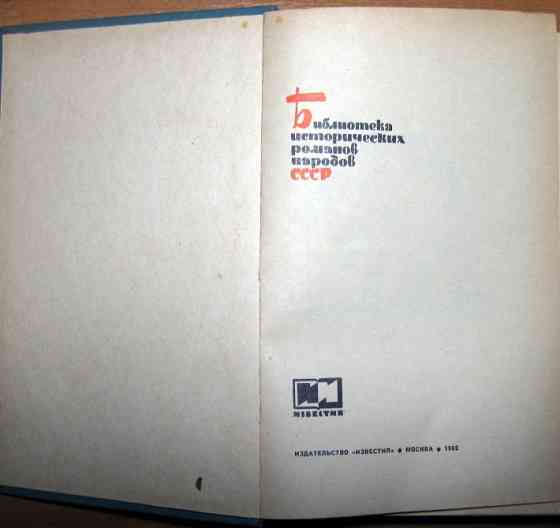 Библиотека
исторических
романов
народов
СССР
ИЗВЕСТИЯ
ИЗДАТЕЛЬСТВО «ИЗВЕСТИЯ» ● МОСКВА ●